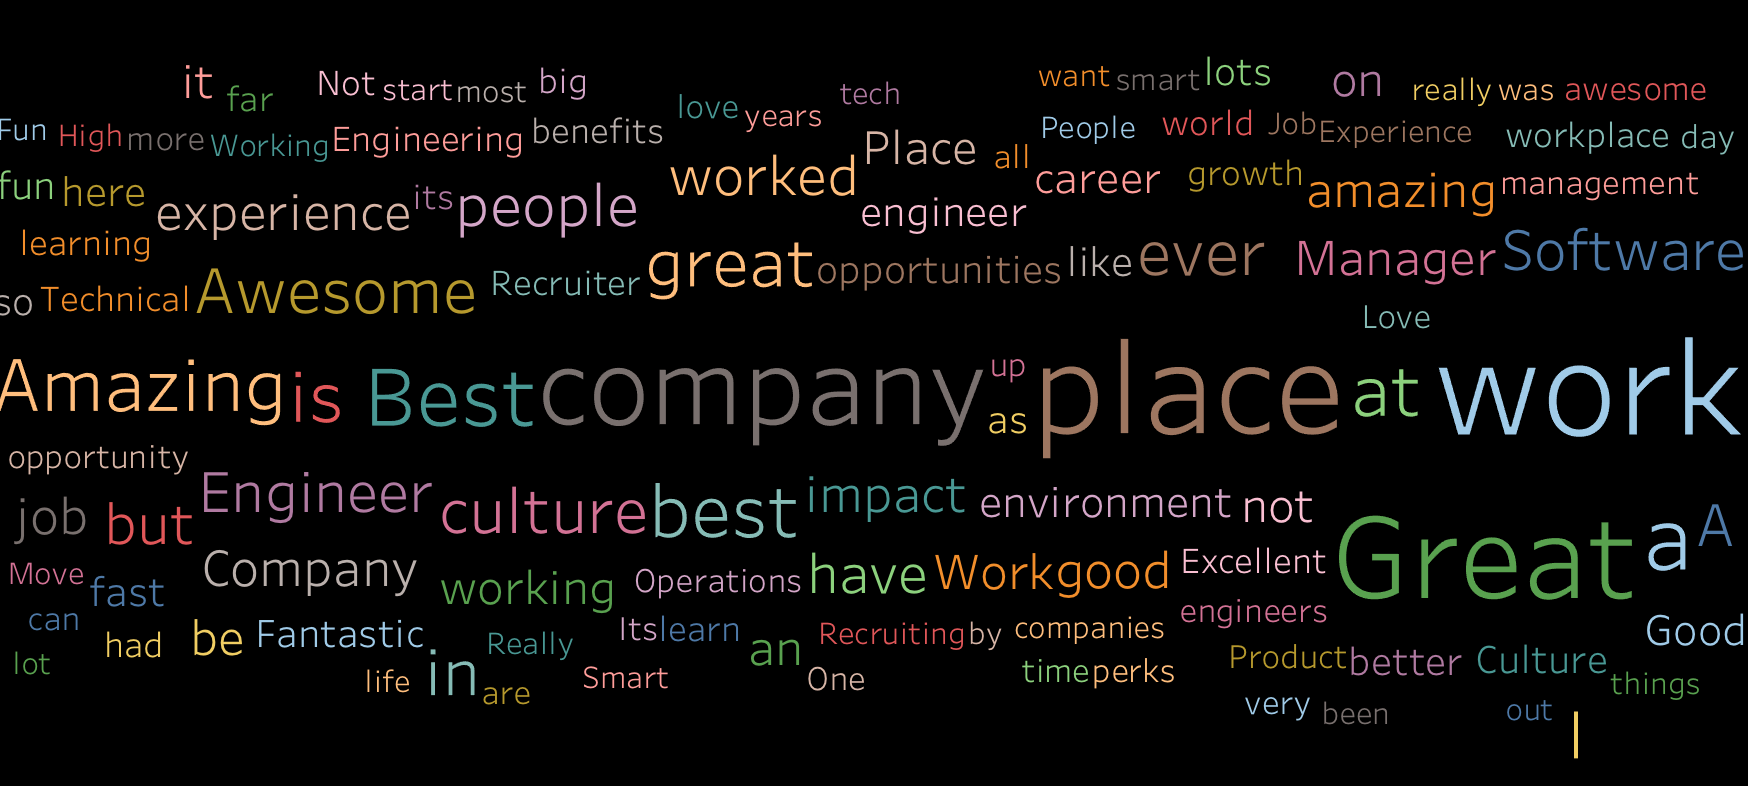 it far Not start most big love years tech want smart lots on really was awesome
Fun High more Working Engineering benefits worked Place all People world Job Experience workplace day
fun here experience its people engineer career growth amazing management
learning Awesome Recruiter great opportunities like ever Manager Software
so Technical Love
Amazing is Best company up as place at work
opportunity
job but Engineer culture best impact environment not Great a A
Move fast Company working Operations have Work good Excellent engineers
can had be Fantastic Really Its learn an Recruiting by companies Good
lot life in are Smart One time perks Product better Culture things
very been out I